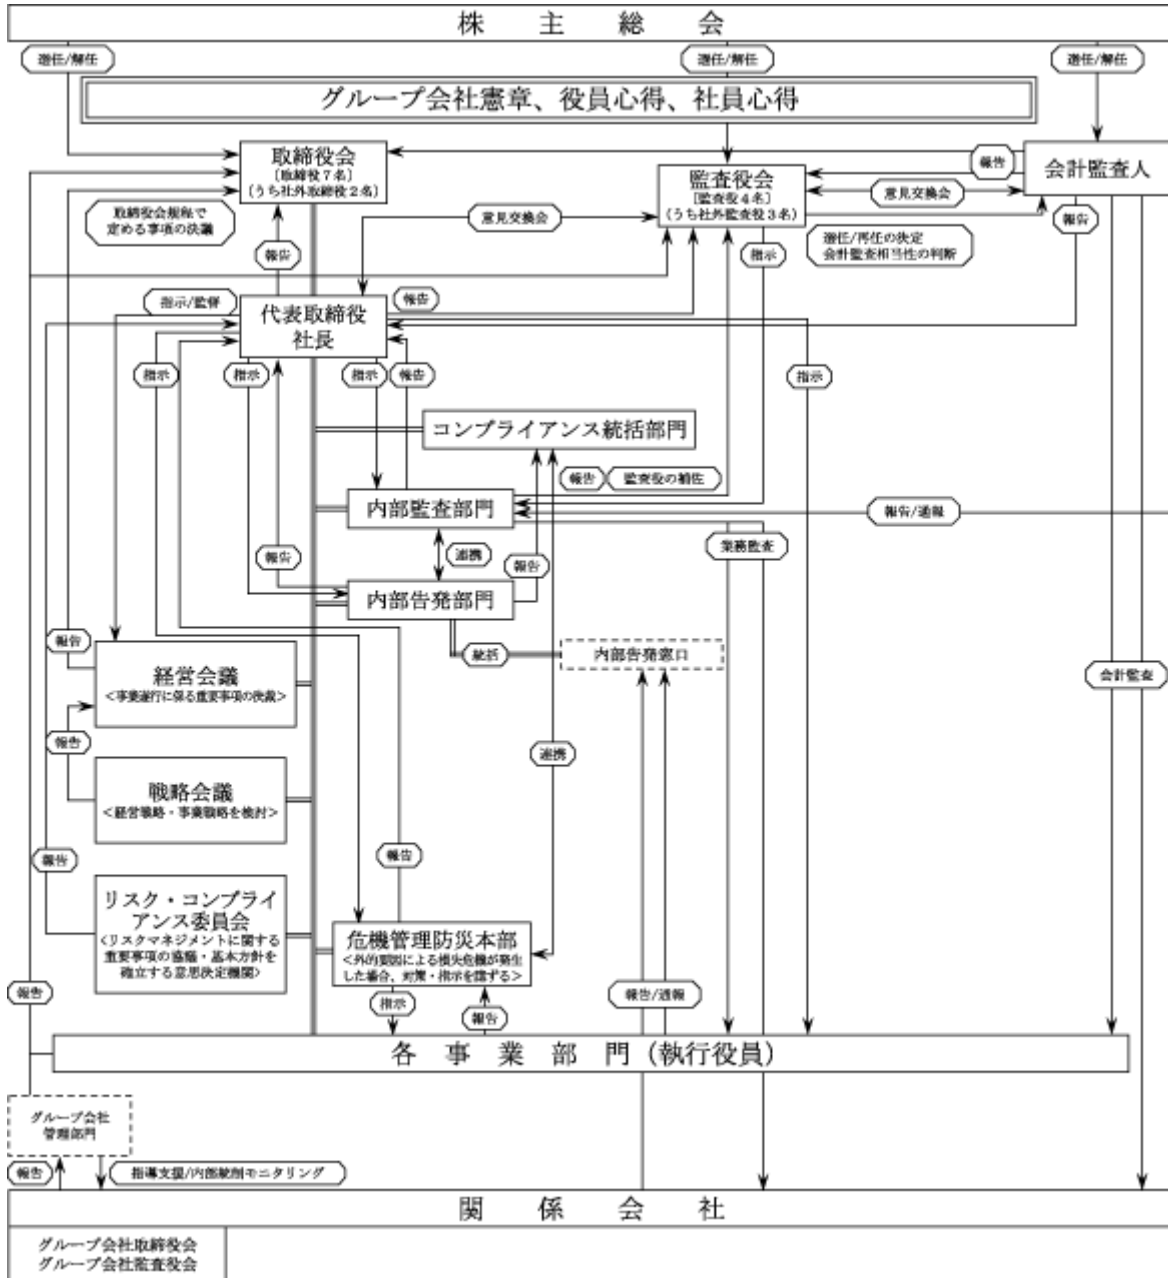 株主総会
選任/解任
選任/解任
選任/解任
グループ会社憲章、役員心得、社員心得
取締役会
〔取締役７名〕
(うち社外取締役２名)
監査役会
〔監査役４名〕
(うち社外監査役３名)
会計監査人
報告
意見交換会
意見交換会
報告
取締役会規程で
定める事項の決議
選任/再任の決定
会計監査相当性の判断
報告
指示
指示/監督
代表取締役
社長
報告
指示
指示
指示
報告
指示
コンプライアンス統括部門
報告
監査役の補佐
内部監査部門
報告/通報
業務監査
報告
連携
報告
内部告発部門
報告
統括
内部告発窓口
経営会議
<事業遂行に係る重要事項の決裁>
会計監査
報告
連携
戦略会議
<経営戦略・事業戦略を検討>
報告
報告
リスク・コンプライ
アンス委員会
<リスクマネジメントに関する
重要事項の協議・基本方針を
確立する意思決定機関>
危機管理防災本部
<外的要因による損失危機が発生
した場合、対策・指示を講ずる>
報告
指示
報告
報告/通報
各事業部門(執行役員)
グループ会社
管理部門
報告
指導支援/内部統制モニタリング
関係会社
グループ会社取締役会
グループ会社監査役会